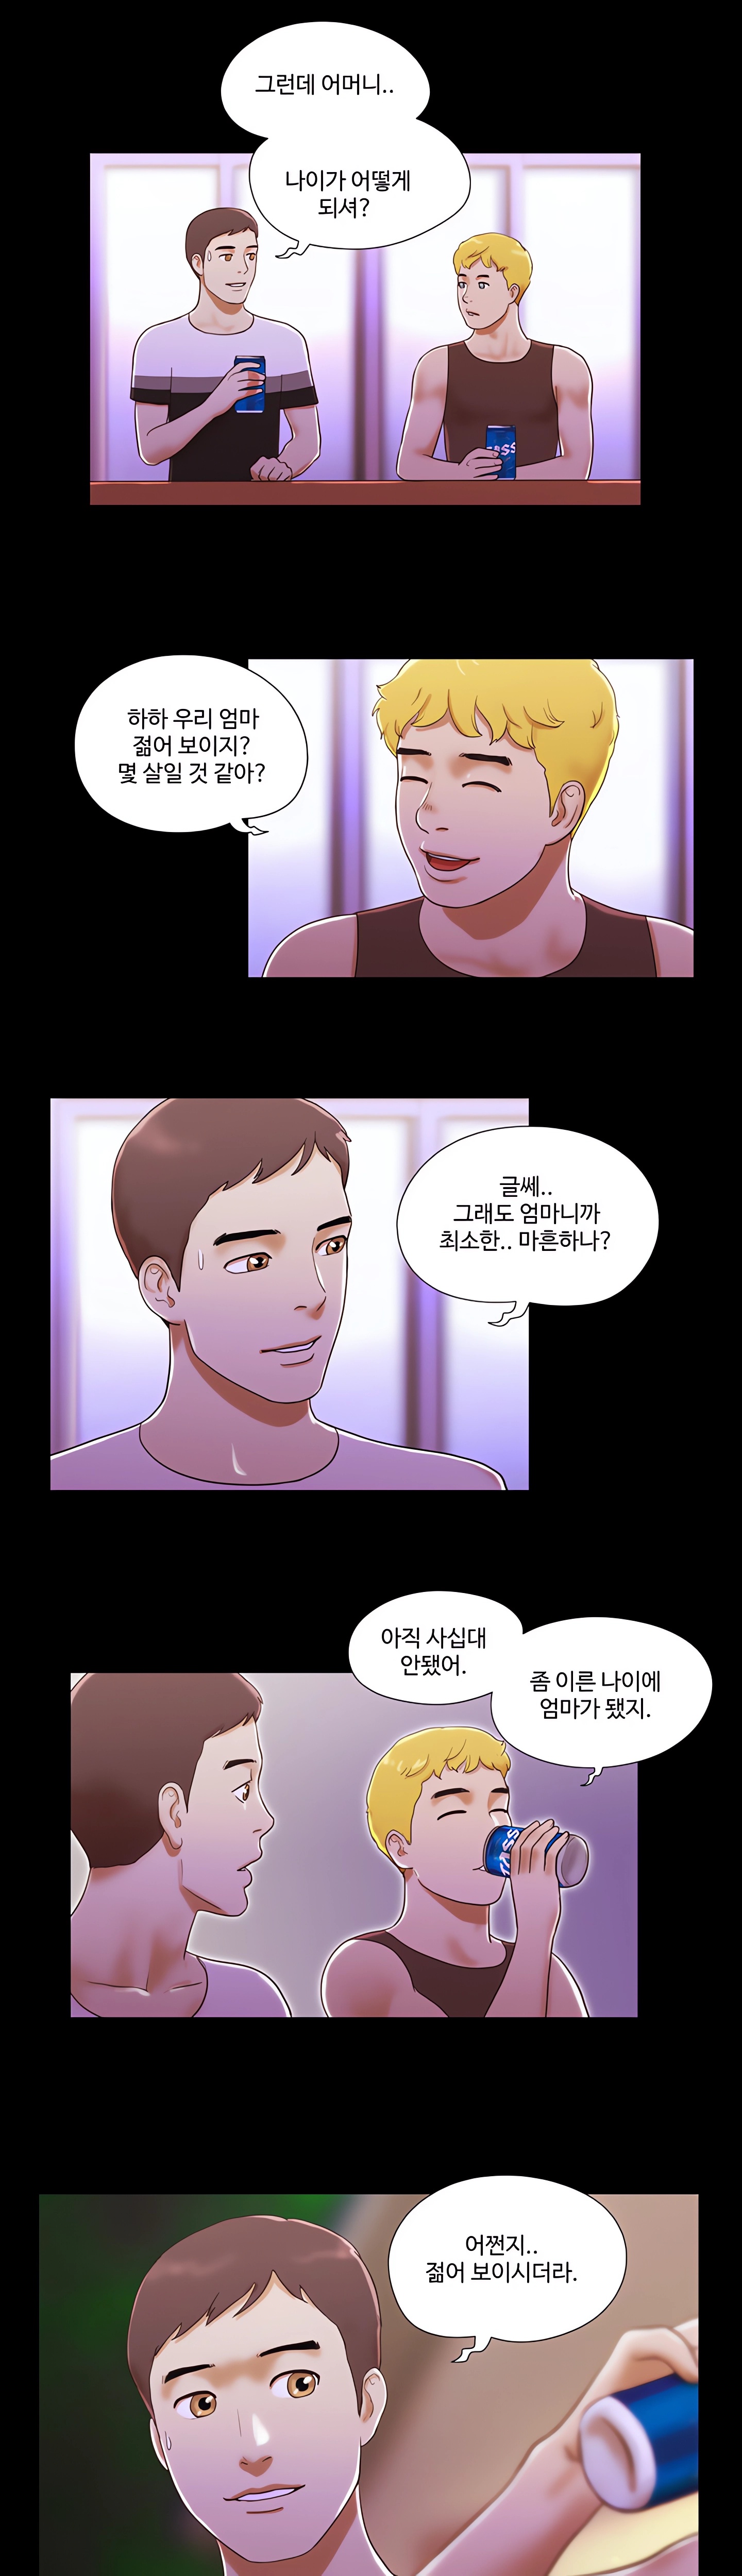 그런데 어머니..
나이가 어떻게
되셔?
하하 우리 엄마
젊어 보이지?
몇 살일 것 같아?
글쎄..
그래도 엄마니까
최소한.. 마흔하나?
아직 사십대
안됐어.
좀 이른 나이에
엄마가 됐지.
어쩐지..
젊어 보이시더라.